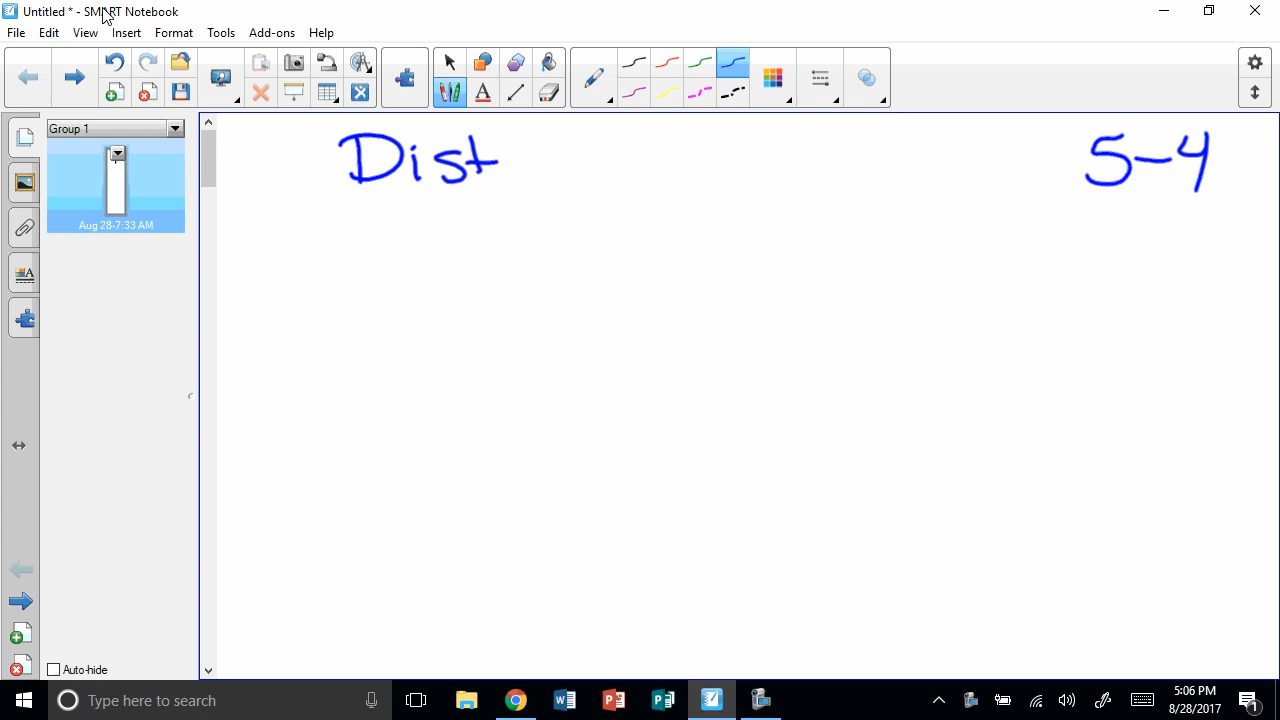 Untitled * - SMART Notebook
File Edit View Insert Format Tools Add-ons Help
Group 1
Dist 5-4
Aug 28-7:33 AM
Auto-hide
Type here to search
5:06 PM
8/28/2017
1